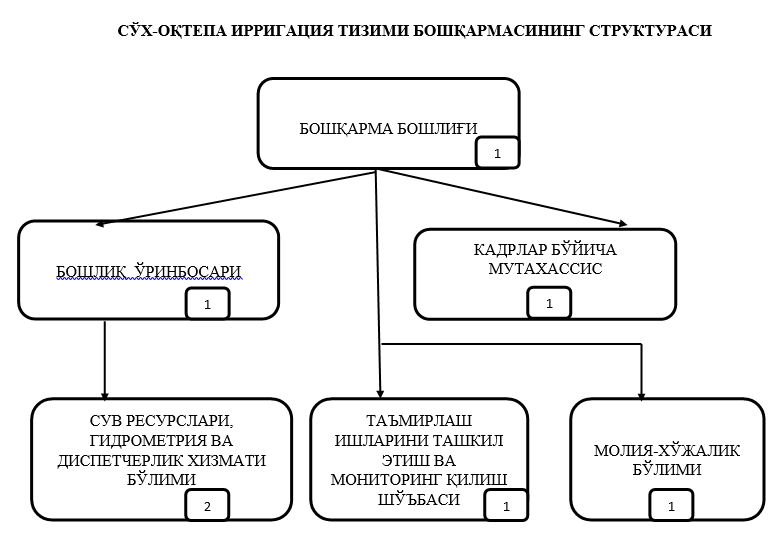 СЎХ-ОҚТЕПА ИРРИГАЦИЯ ТИЗИМИ БОШҚАРМАСИНИНГ СТРУКТУРАСИ
БОШҚАРМА БОШЛИҒИ
1
БОШЛИҚ ЎРИНБОСАРИ
1
КАДРЛАР БЎЙИЧА
МУТАХАССИС
1
СУВ РЕСУРСЛАРИ,
ГИДРОМЕТРИЯ ВА
ДИСПЕТЧЕРЛИК ХИЗМАТИ
БЎЛИМИ
2
ТАЪМИРЛАШ
ИШЛАРИНИ ТАШКИЛ
ЭТИШ ВА
МОНИТОРИНГ ҚИЛИШ
ШЎЪБАСИ
1
МОЛИЯ-ХЎЖАЛИК
БЎЛИМИ
1